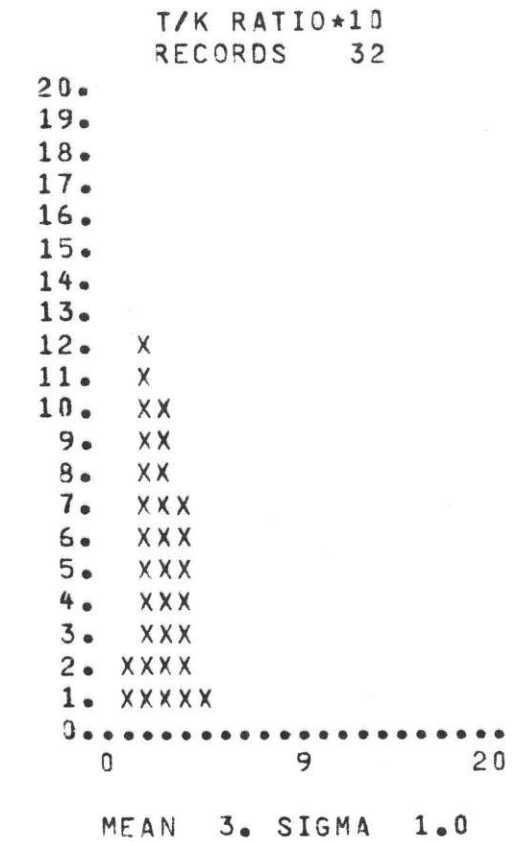 T/K RATIO*10
RECORDS 32
20.
19.
18.
17.
16.
15.
14.
13.
12. X
11. X
10. XX
9. XX
8. XX
7. XXX
6. XXX
5. XXX
4. XXX
3. XXX
2. XXXX
1. XXXXX
0......................
0 9 20
MEAN 3. SIGMA 1.0